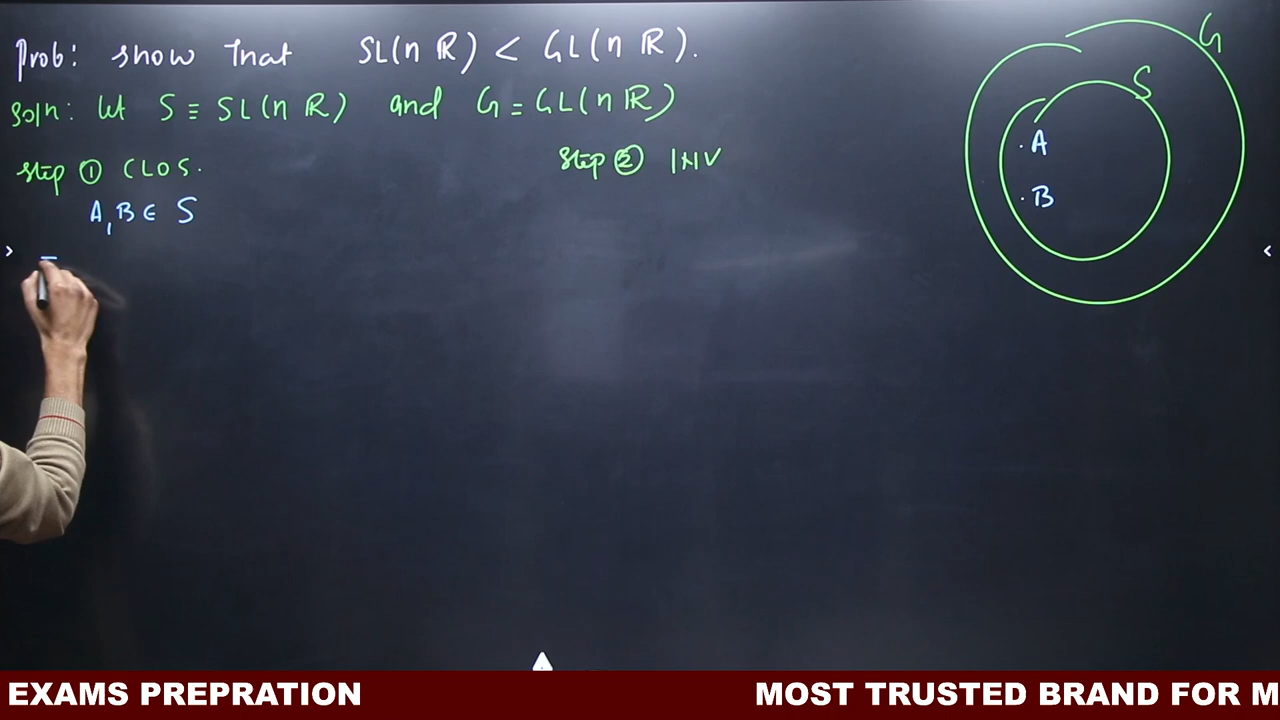 Prob: show that SL(n ℝ) < GL(n ℝ).
Soln: let S ≡ SL(n ℝ) and G = GL(n ℝ)
Step ① CLOS.
A, B ∈ S
Step ② INV
G
S
A
B
EXAMS PREPRATION MOST TRUSTED BRAND FOR M